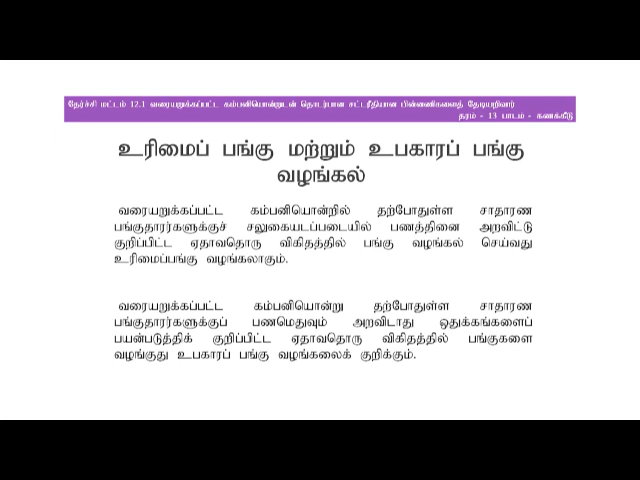 தேர்ச்சி மட்டம் 12.1 வரையறுக்கப்பட்ட கம்பனியொன்றுடன் தொடர்பான சட்டரீதியான பின்னணிகளைத் தேடியறிவார்
தரம் - 13 பாடம் - கணக்கீடு
உரிமைப் பங்கு மற்றும் உபகாரப் பங்கு
வழங்கல்
வரையறுக்கப்பட்ட கம்பனியொன்றில் தற்போதுள்ள சாதாரண
பங்குதாரர்களுக்குச் சலுகையடப்படையில் பணத்தினை அறவிட்டு
குறிப்பிட்ட ஏதாவதொரு விகிதத்தில் பங்கு வழங்கல் செய்வது
உரிமைப்பங்கு வழங்கலாகும்.
வரையறுக்கப்பட்ட கம்பனியொன்று தற்போதுள்ள சாதாரண
பங்குதாரர்களுக்குப் பணமெதுவும் அறவிடாது ஒதுக்கங்களைப்
பயன்படுத்திக் குறிப்பிட்ட ஏதாவதொரு விகிதத்தில் பங்குகளை
வழங்குது உபகாரப் பங்கு வழங்கலைக் குறிக்கும்.